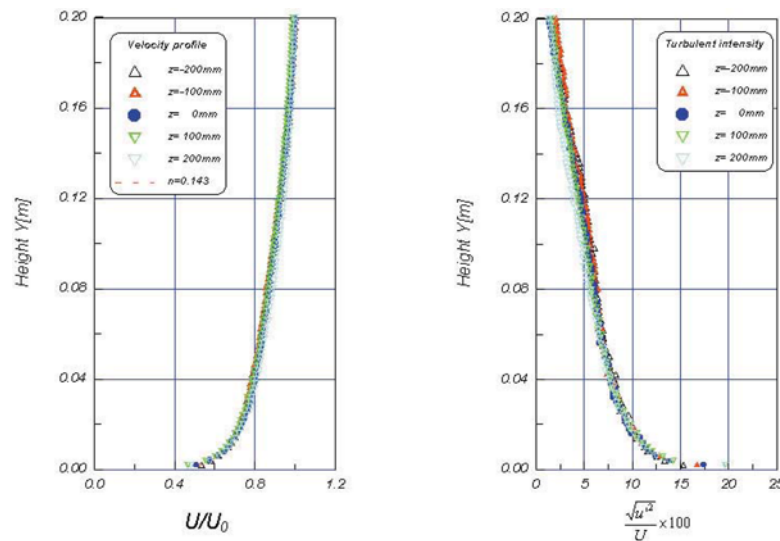 Velocity profile
z=-200mm
z=-100mm
z= 0mm
z= 100mm
z= 200mm
n=0.143
0.20
0.16
0.12
0.08
0.04
0.00
Height Y[m]
0.0 0.4 0.8 1.2
U/U₀
Turbulent intensity
z=-200mm
z=-100mm
z= 0mm
z= 100mm
z= 200mm
0.20
0.16
0.12
0.08
0.04
0.00
Height Y[m]
0 5 10 15 20 25
√u'²/U ×100